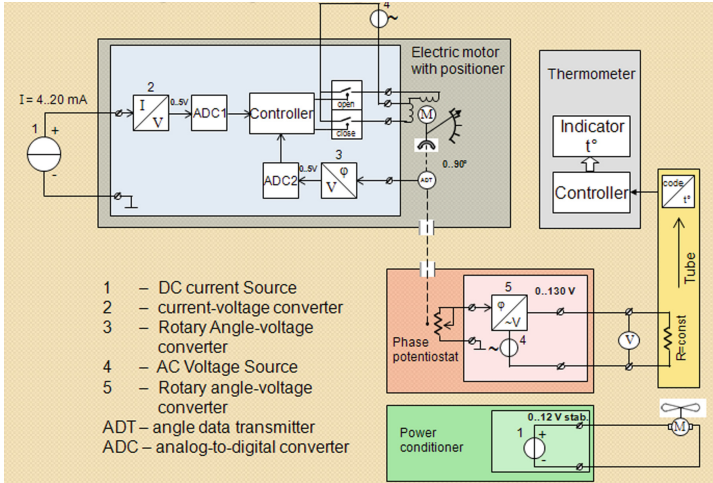 4
~
Electric motor
with positioner
I = 4..20 mA
1
+
-
2
I
V
0..5V
ADC1
Controller
open
close
M
0..90°
ADC2
0..5V
3
φ
V
ADT
Thermometer
Indicator
t°
Controller
code
t°
Tube
R=const
5
0..130 V
φ
~V
4
~
V
Phase
potentiostat
1 – DC current Source
2 – current-voltage converter
3 – Rotary Angle-voltage
converter
4 – AC Voltage Source
5 – Rotary angle-voltage
converter
ADT – angle data transmitter
ADC – analog-to-digital converter
Power
conditioner
0..12 V stab.
1
+
-
M